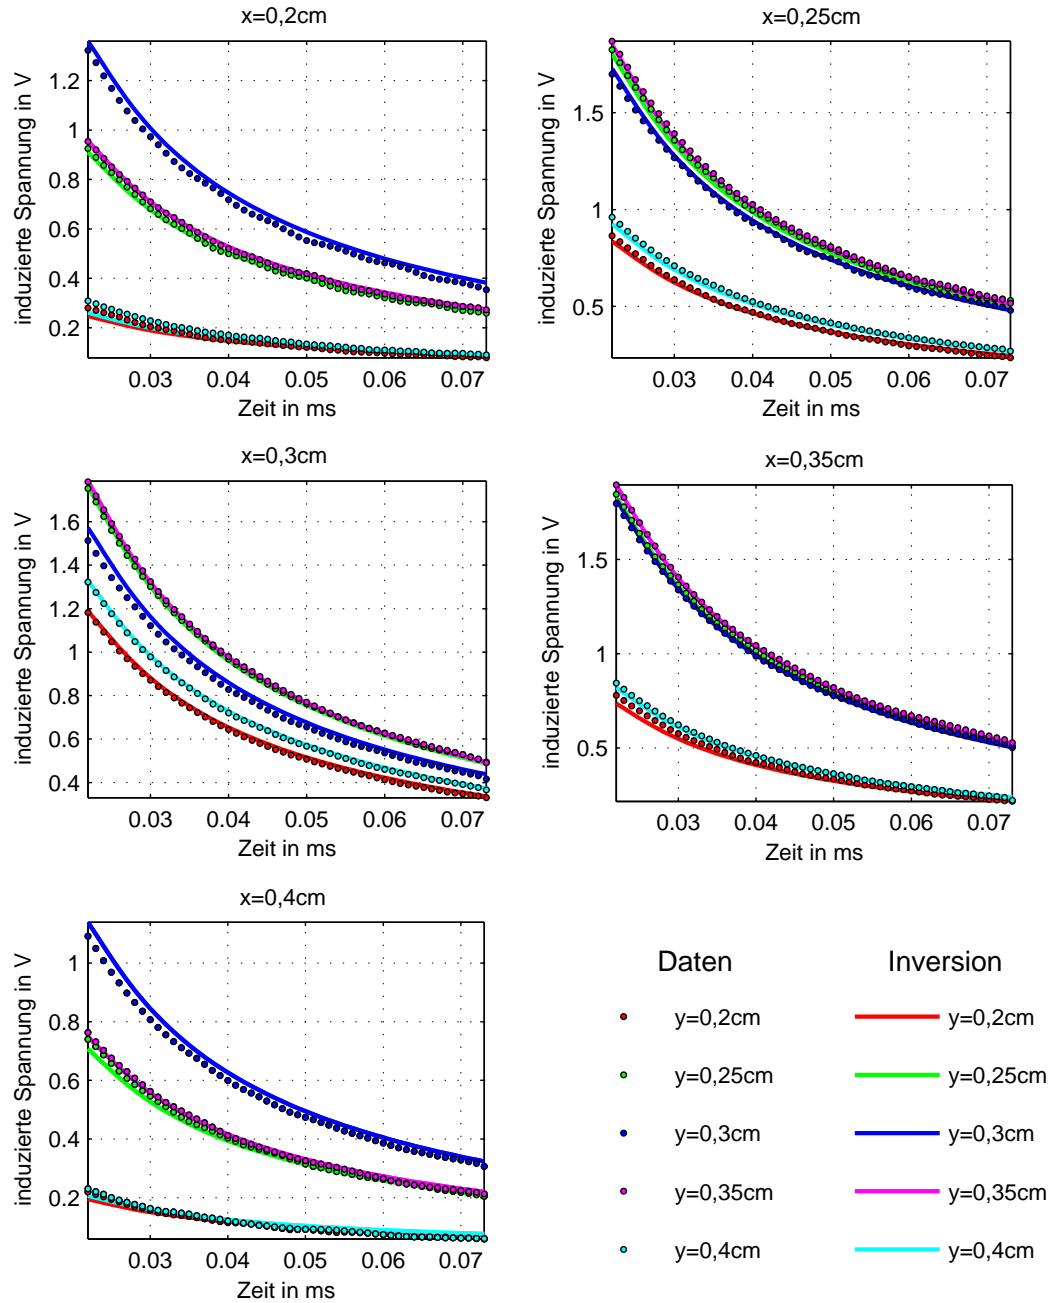 x=0,2cm
induzierte Spannung in V
1.2
1
0.8
0.6
0.4
0.2
0.03 0.04 0.05 0.06 0.07
Zeit in ms
x=0,25cm
induzierte Spannung in V
1.5
1
0.5
0.03 0.04 0.05 0.06 0.07
Zeit in ms
x=0,3cm
induzierte Spannung in V
1.6
1.4
1.2
1
0.8
0.6
0.4
0.03 0.04 0.05 0.06 0.07
Zeit in ms
x=0,35cm
induzierte Spannung in V
1.5
1
0.5
0.03 0.04 0.05 0.06 0.07
Zeit in ms
x=0,4cm
induzierte Spannung in V
1
0.8
0.6
0.4
0.2
0.03 0.04 0.05 0.06 0.07
Zeit in ms
Daten Inversion
y=0,2cm y=0,2cm
y=0,25cm y=0,25cm
y=0,3cm y=0,3cm
y=0,35cm y=0,35cm
y=0,4cm y=0,4cm